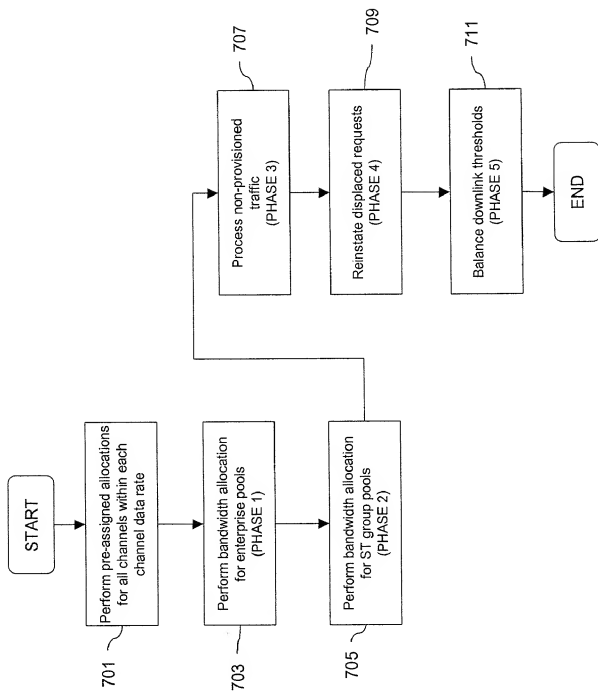 START
701
Perform pre-assigned allocations
for all channels within each
channel data rate
703
Perform bandwidth allocation
for enterprise pools
(PHASE 1)
705
Perform bandwidth allocation
for ST group pools
(PHASE 2)
707
Process non-provisioned
traffic
(PHASE 3)
709
Reinstate displaced requests
(PHASE 4)
711
Balance downlink thresholds
(PHASE 5)
END